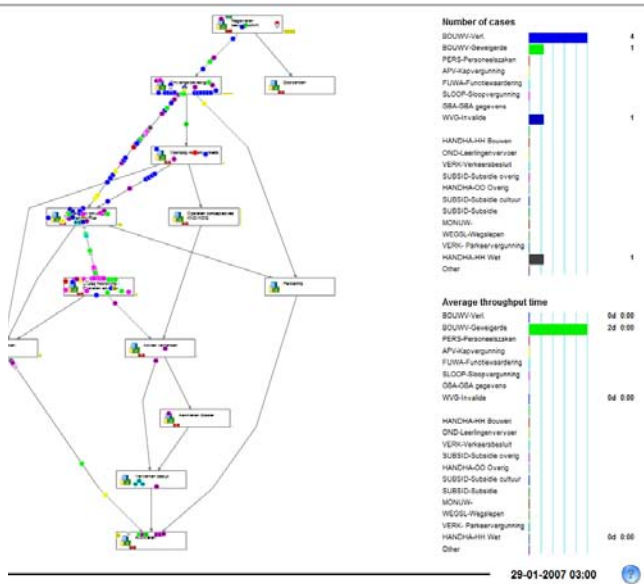 Number of cases
BOUWV-Verl. 4
BOUWV-Geweigerde 1
PERS-Personeelszaken
APV-Kapvergunning
FUWA-Functiewaardering
SLOOP-Sloopvergunning
GBA-GBA gegevens
WVG-Invalide 1
HANDHA-HH Bouwen
OND-Leerlingenvervoer
VERK-Verkeersbesluit
SUBSID-Subsidie overig
HANDHA-OO Overig
SUBSID-Subsidie cultuur
SUBSID-Subsidie
MONUW-
WEGSL-Wegslepen
VERK- Parkeervergunning
HANDHA-HH Wet 1
Other
Average throughput time
BOUWV-Verl. 0d 0:00
BOUWV-Geweigerde 2d 0:00
PERS-Personeelszaken
APV-Kapvergunning
FUWA-Functiewaardering
SLOOP-Sloopvergunning
GBA-GBA gegevens
WVG-Invalide 0d 0:00
HANDHA-HH Bouwen
OND-Leerlingenvervoer
VERK-Verkeersbesluit
SUBSID-Subsidie overig
HANDHA-OO Overig
SUBSID-Subsidie cultuur
SUBSID-Subsidie
MONUW-
WEGSL-Wegslepen
VERK- Parkeervergunning
HANDHA-HH Wet 0d 0:00
Other
29-01-2007 03:00
?